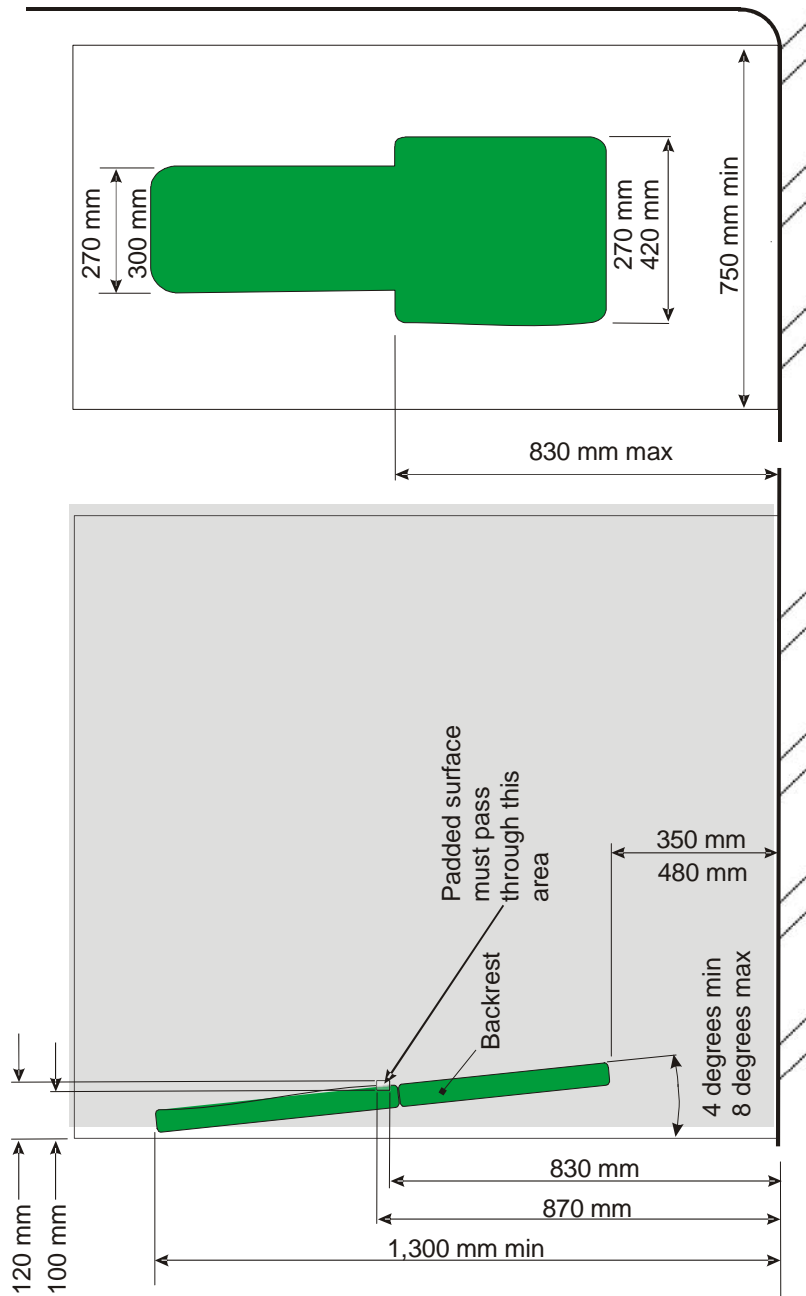 270 mm
300 mm
270 mm
420 mm
750 mm min
830 mm max
Padded surface
must pass
through this
area
Backrest
350 mm
480 mm
4 degrees min
8 degrees max
120 mm
100 mm
830 mm
870 mm
1,300 mm min